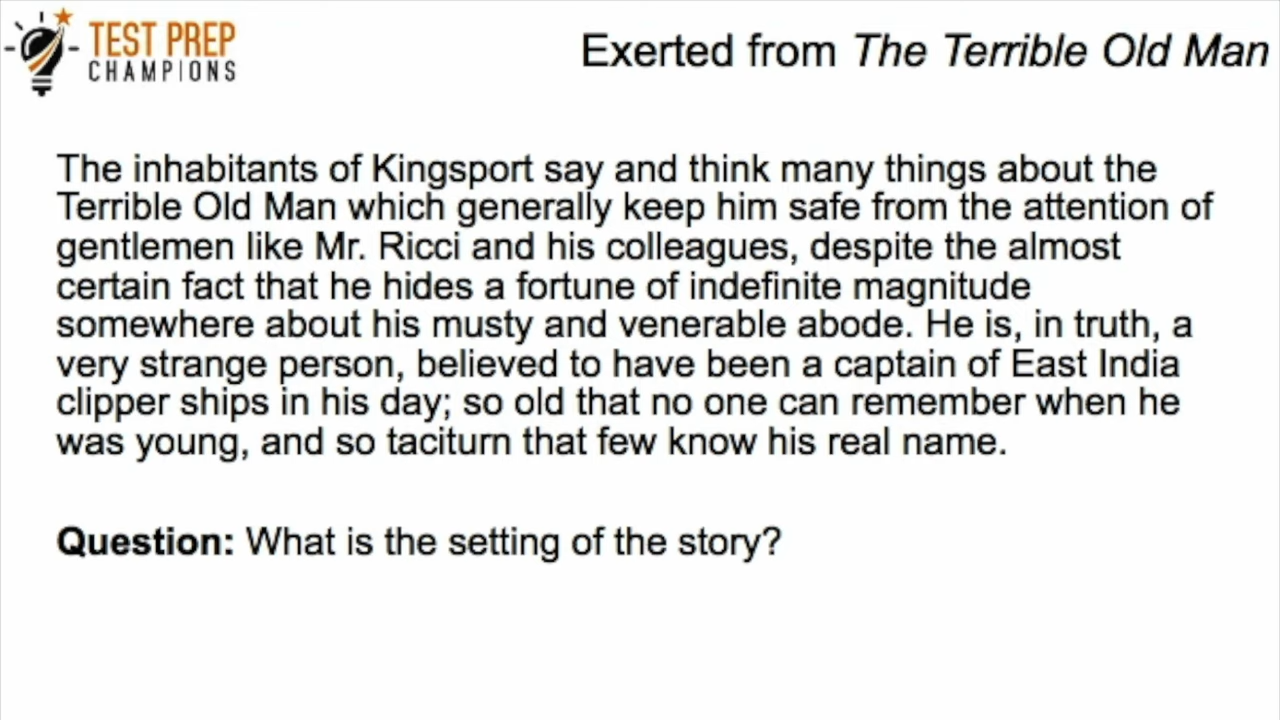 TEST PREP
CHAMPIONS
Exerted from The Terrible Old Man
The inhabitants of Kingsport say and think many things about the
Terrible Old Man which generally keep him safe from the attention of
gentlemen like Mr. Ricci and his colleagues, despite the almost
certain fact that he hides a fortune of indefinite magnitude
somewhere about his musty and venerable abode. He is, in truth, a
very strange person, believed to have been a captain of East India
clipper ships in his day; so old that no one can remember when he
was young, and so taciturn that few know his real name.
Question: What is the setting of the story?